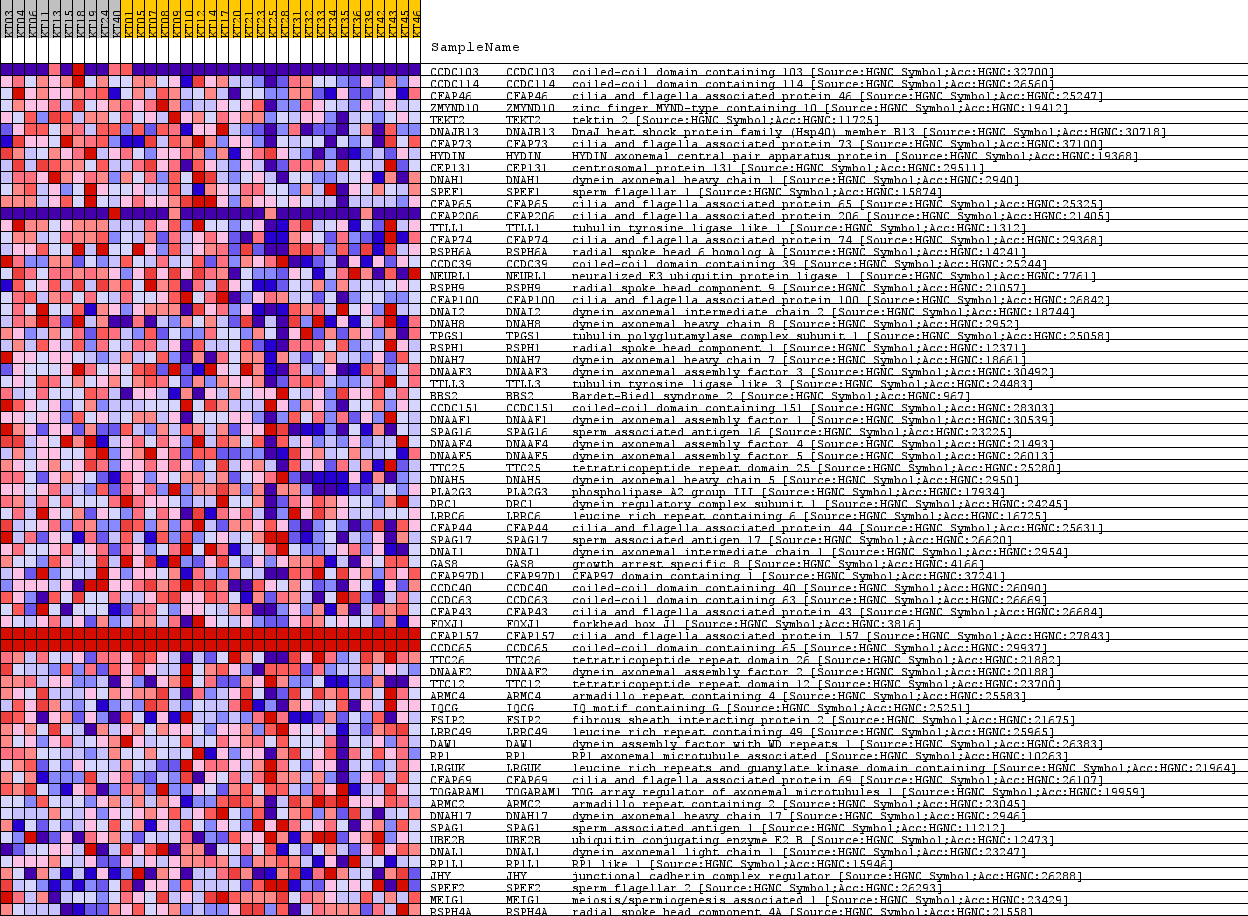 KT03 KT04 KT06 KT11 KT13 KT15 KT18 KT19 KT24 KT40 KT01 KT05 KT07 KT08 KT09 KT10 KT12 KT14 KT17 KT20 KT21 KT23 KT25 KT28 KT31 KT32 KT33 KT34 KT35 KT36 KT39 KT42 KT43 KT45 KT46
SampleName
CCDC103 CCDC103 coiled-coil domain containing 103 [Source:HGNC Symbol;Acc:HGNC:32700]
CCDC114 CCDC114 coiled-coil domain containing 114 [Source:HGNC Symbol;Acc:HGNC:26560]
CFAP46 CFAP46 cilia and flagella associated protein 46 [Source:HGNC Symbol;Acc:HGNC:25247]
ZMYND10 ZMYND10 zinc finger MYND-type containing 10 [Source:HGNC Symbol;Acc:HGNC:19412]
TEKT2 TEKT2 tektin 2 [Source:HGNC Symbol;Acc:HGNC:11725]
DNAJB13 DNAJB13 DnaJ heat shock protein family (Hsp40) member B13 [Source:HGNC Symbol;Acc:HGNC:30718]
CFAP73 CFAP73 cilia and flagella associated protein 73 [Source:HGNC Symbol;Acc:HGNC:37100]
HYDIN HYDIN HYDIN axonemal central pair apparatus protein [Source:HGNC Symbol;Acc:HGNC:19368]
CEP131 CEP131 centrosomal protein 131 [Source:HGNC Symbol;Acc:HGNC:29511]
DNAH1 DNAH1 dynein axonemal heavy chain 1 [Source:HGNC Symbol;Acc:HGNC:2940]
SPEF1 SPEF1 sperm flagellar 1 [Source:HGNC Symbol;Acc:HGNC:15874]
CFAP65 CFAP65 cilia and flagella associated protein 65 [Source:HGNC Symbol;Acc:HGNC:25325]
CFAP206 CFAP206 cilia and flagella associated protein 206 [Source:HGNC Symbol;Acc:HGNC:21405]
TTLL1 TTLL1 tubulin tyrosine ligase like 1 [Source:HGNC Symbol;Acc:HGNC:1312]
CFAP74 CFAP74 cilia and flagella associated protein 74 [Source:HGNC Symbol;Acc:HGNC:29368]
RSPH6A RSPH6A radial spoke head 6 homolog A [Source:HGNC Symbol;Acc:HGNC:14241]
CCDC39 CCDC39 coiled-coil domain containing 39 [Source:HGNC Symbol;Acc:HGNC:25244]
NEURL1 NEURL1 neuralized E3 ubiquitin protein ligase 1 [Source:HGNC Symbol;Acc:HGNC:7761]
RSPH9 RSPH9 radial spoke head component 9 [Source:HGNC Symbol;Acc:HGNC:21057]
CFAP100 CFAP100 cilia and flagella associated protein 100 [Source:HGNC Symbol;Acc:HGNC:26842]
DNAI2 DNAI2 dynein axonemal intermediate chain 2 [Source:HGNC Symbol;Acc:HGNC:18744]
DNAH8 DNAH8 dynein axonemal heavy chain 8 [Source:HGNC Symbol;Acc:HGNC:2952]
TPGS1 TPGS1 tubulin polyglutamylase complex subunit 1 [Source:HGNC Symbol;Acc:HGNC:25058]
RSPH1 RSPH1 radial spoke head component 1 [Source:HGNC Symbol;Acc:HGNC:12371]
DNAH7 DNAH7 dynein axonemal heavy chain 7 [Source:HGNC Symbol;Acc:HGNC:18661]
DNAAF3 DNAAF3 dynein axonemal assembly factor 3 [Source:HGNC Symbol;Acc:HGNC:30492]
TTLL3 TTLL3 tubulin tyrosine ligase like 3 [Source:HGNC Symbol;Acc:HGNC:24483]
BBS2 BBS2 Bardet-Biedl syndrome 2 [Source:HGNC Symbol;Acc:HGNC:967]
CCDC151 CCDC151 coiled-coil domain containing 151 [Source:HGNC Symbol;Acc:HGNC:28303]
DNAAF1 DNAAF1 dynein axonemal assembly factor 1 [Source:HGNC Symbol;Acc:HGNC:30539]
SPAG16 SPAG16 sperm associated antigen 16 [Source:HGNC Symbol;Acc:HGNC:23225]
DNAAF4 DNAAF4 dynein axonemal assembly factor 4 [Source:HGNC Symbol;Acc:HGNC:21493]
DNAAF5 DNAAF5 dynein axonemal assembly factor 5 [Source:HGNC Symbol;Acc:HGNC:26013]
TTC25 TTC25 tetratricopeptide repeat domain 25 [Source:HGNC Symbol;Acc:HGNC:25280]
DNAH5 DNAH5 dynein axonemal heavy chain 5 [Source:HGNC Symbol;Acc:HGNC:2950]
PLA2G3 PLA2G3 phospholipase A2 group III [Source:HGNC Symbol;Acc:HGNC:17934]
DRC1 DRC1 dynein regulatory complex subunit 1 [Source:HGNC Symbol;Acc:HGNC:24245]
LRRC6 LRRC6 leucine rich repeat containing 6 [Source:HGNC Symbol;Acc:HGNC:16725]
CFAP44 CFAP44 cilia and flagella associated protein 44 [Source:HGNC Symbol;Acc:HGNC:25631]
SPAG17 SPAG17 sperm associated antigen 17 [Source:HGNC Symbol;Acc:HGNC:26620]
DNAI1 DNAI1 dynein axonemal intermediate chain 1 [Source:HGNC Symbol;Acc:HGNC:2954]
GAS8 GAS8 growth arrest specific 8 [Source:HGNC Symbol;Acc:HGNC:4166]
CFAP97D1 CFAP97D1 CFAP97 domain containing 1 [Source:HGNC Symbol;Acc:HGNC:37241]
CCDC40 CCDC40 coiled-coil domain containing 40 [Source:HGNC Symbol;Acc:HGNC:26090]
CCDC63 CCDC63 coiled-coil domain containing 63 [Source:HGNC Symbol;Acc:HGNC:26669]
CFAP43 CFAP43 cilia and flagella associated protein 43 [Source:HGNC Symbol;Acc:HGNC:26684]
FOXJ1 FOXJ1 forkhead box J1 [Source:HGNC Symbol;Acc:HGNC:3816]
CFAP157 CFAP157 cilia and flagella associated protein 157 [Source:HGNC Symbol;Acc:HGNC:27843]
CCDC65 CCDC65 coiled-coil domain containing 65 [Source:HGNC Symbol;Acc:HGNC:29937]
TTC26 TTC26 tetratricopeptide repeat domain 26 [Source:HGNC Symbol;Acc:HGNC:21882]
DNAAF2 DNAAF2 dynein axonemal assembly factor 2 [Source:HGNC Symbol;Acc:HGNC:20188]
TTC12 TTC12 tetratricopeptide repeat domain 12 [Source:HGNC Symbol;Acc:HGNC:23700]
ARMC4 ARMC4 armadillo repeat containing 4 [Source:HGNC Symbol;Acc:HGNC:25583]
IQCG IQCG IQ motif containing G [Source:HGNC Symbol;Acc:HGNC:25251]
FSIP2 FSIP2 fibrous sheath interacting protein 2 [Source:HGNC Symbol;Acc:HGNC:21675]
LRRC49 LRRC49 leucine rich repeat containing 49 [Source:HGNC Symbol;Acc:HGNC:25965]
DAW1 DAW1 dynein assembly factor with WD repeats 1 [Source:HGNC Symbol;Acc:HGNC:26383]
RP1 RP1 RP1 axonemal microtubule associated [Source:HGNC Symbol;Acc:HGNC:10263]
LRGUK LRGUK leucine rich repeats and guanylate kinase domain containing [Source:HGNC Symbol;Acc:HGNC:21964]
CFAP69 CFAP69 cilia and flagella associated protein 69 [Source:HGNC Symbol;Acc:HGNC:26107]
TOGARAM1 TOGARAM1 TOG array regulator of axonemal microtubules 1 [Source:HGNC Symbol;Acc:HGNC:19959]
ARMC2 ARMC2 armadillo repeat containing 2 [Source:HGNC Symbol;Acc:HGNC:23045]
DNAH17 DNAH17 dynein axonemal heavy chain 17 [Source:HGNC Symbol;Acc:HGNC:2946]
SPAG1 SPAG1 sperm associated antigen 1 [Source:HGNC Symbol;Acc:HGNC:11212]
UBE2B UBE2B ubiquitin conjugating enzyme E2 B [Source:HGNC Symbol;Acc:HGNC:12473]
DNAL1 DNAL1 dynein axonemal light chain 1 [Source:HGNC Symbol;Acc:HGNC:23247]
RP1L1 RP1L1 RP1 like 1 [Source:HGNC Symbol;Acc:HGNC:15946]
JHY JHY junctional cadherin complex regulator [Source:HGNC Symbol;Acc:HGNC:26288]
SPEF2 SPEF2 sperm flagellar 2 [Source:HGNC Symbol;Acc:HGNC:26293]
MEIG1 MEIG1 meiosis/spermiogenesis associated 1 [Source:HGNC Symbol;Acc:HGNC:23429]
RSPH4A RSPH4A radial spoke head component 4A [Source:HGNC Symbol;Acc:HGNC:21558]